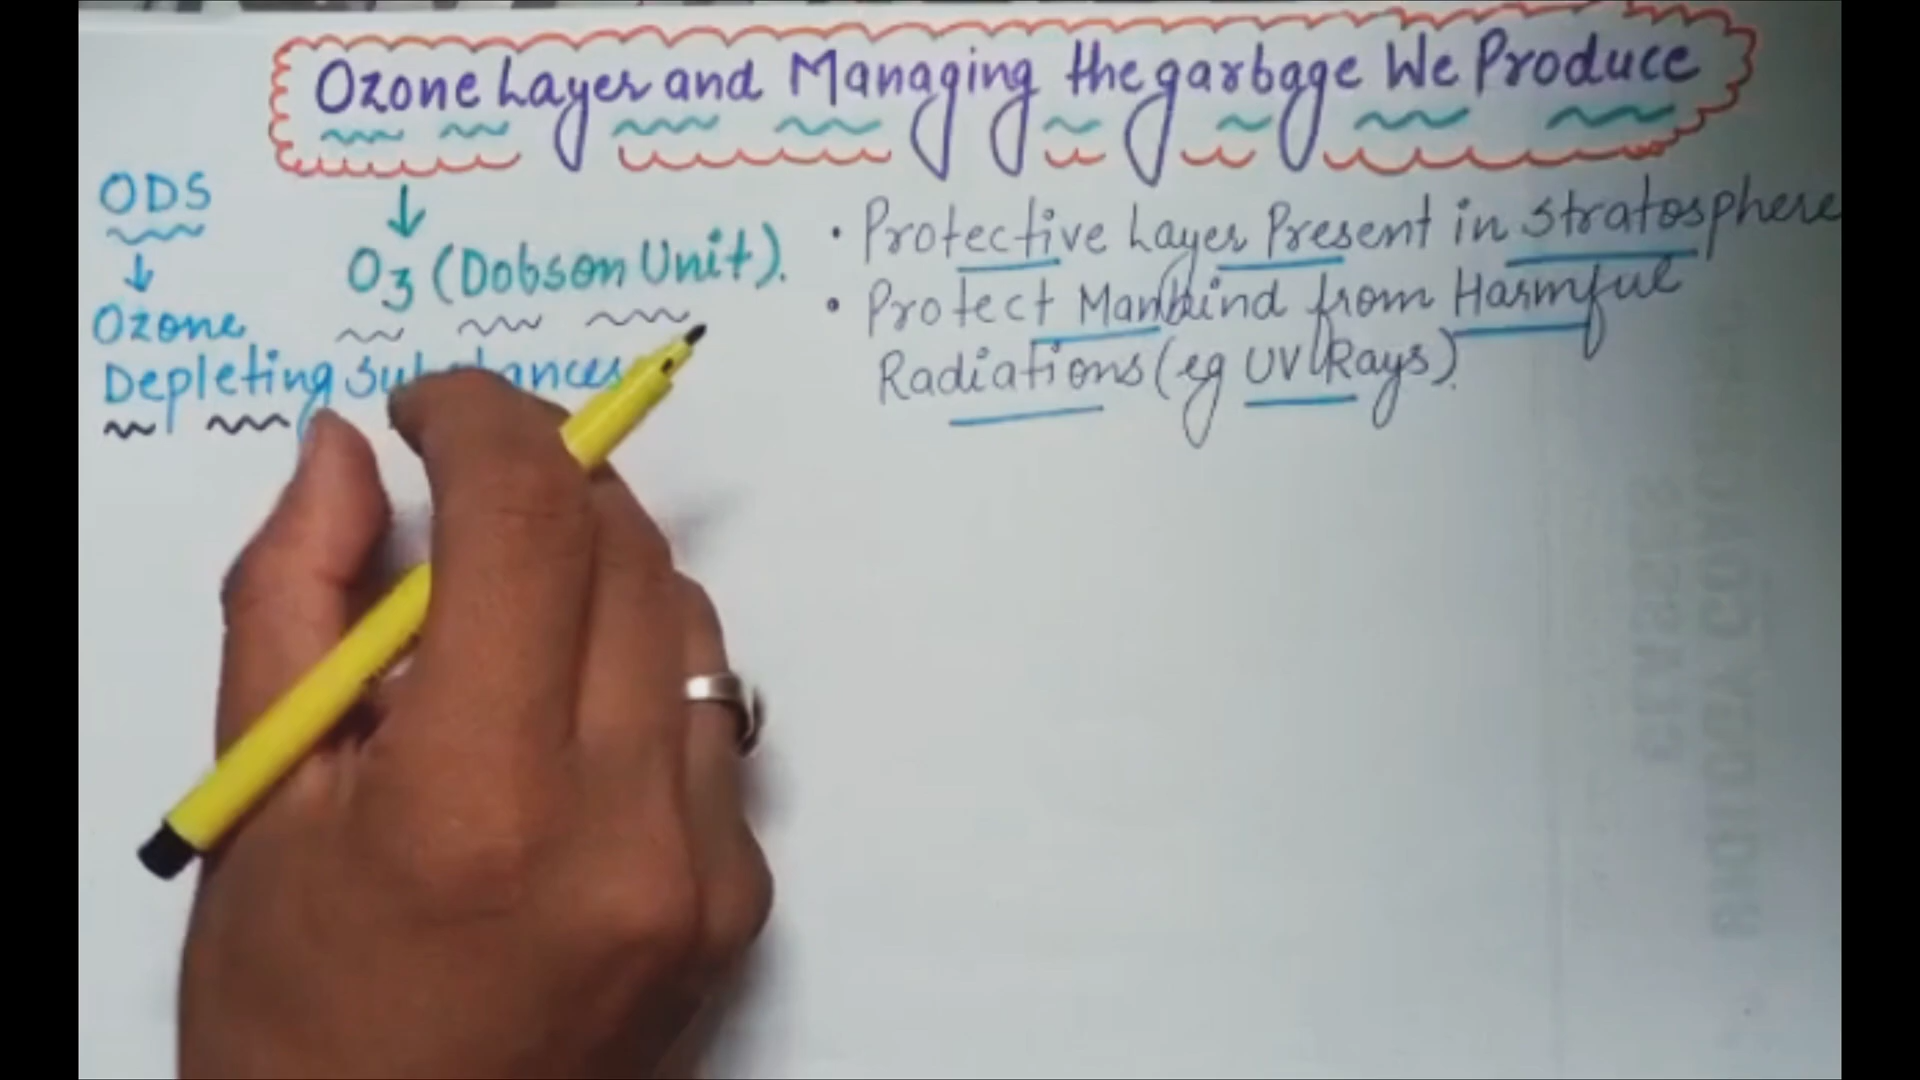 Ozone Layer and Managing the garbage We Produce
ODS
↓
Ozone
Depleting Substances
↓
O3 (Dobson Unit).
• Protective Layer Present in Stratosphere
• Protect Mankind from Harmful
Radiations (eg UV Rays).